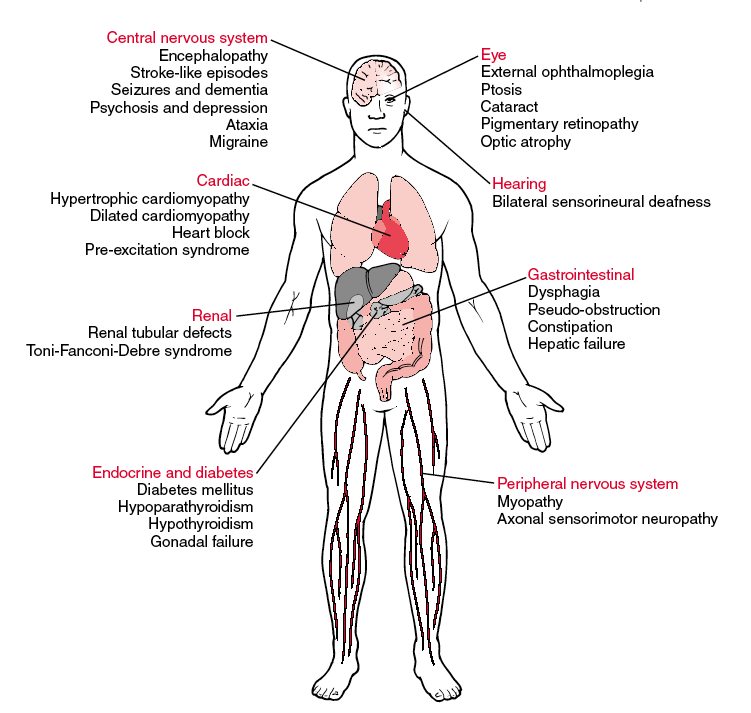 Central nervous system
Encephalopathy
Stroke-like episodes
Seizures and dementia
Psychosis and depression
Ataxia
Migraine
Eye
External ophthalmoplegia
Ptosis
Cataract
Pigmentary retinopathy
Optic atrophy
Cardiac
Hypertrophic cardiomyopathy
Dilated cardiomyopathy
Heart block
Pre-excitation syndrome
Hearing
Bilateral sensorineural deafness
Renal
Renal tubular defects
Toni-Fanconi-Debre syndrome
Gastrointestinal
Dysphagia
Pseudo-obstruction
Constipation
Hepatic failure
Endocrine and diabetes
Diabetes mellitus
Hypoparathyroidism
Hypothyroidism
Gonadal failure
Peripheral nervous system
Myopathy
Axonal sensorimotor neuropathy